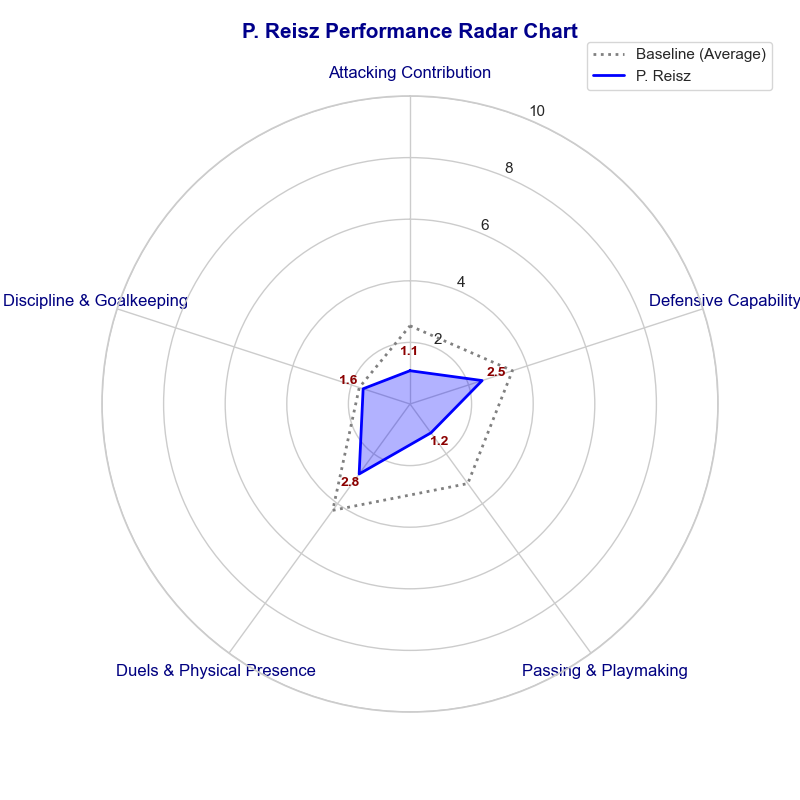 P. Reisz Performance Radar Chart
Baseline (Average)
P. Reisz
Attacking Contribution
10
8
6
4
2
Discipline & Goalkeeping
Defensive Capability
1.1
2.5
1.6
1.2
2.8
Duels & Physical Presence
Passing & Playmaking